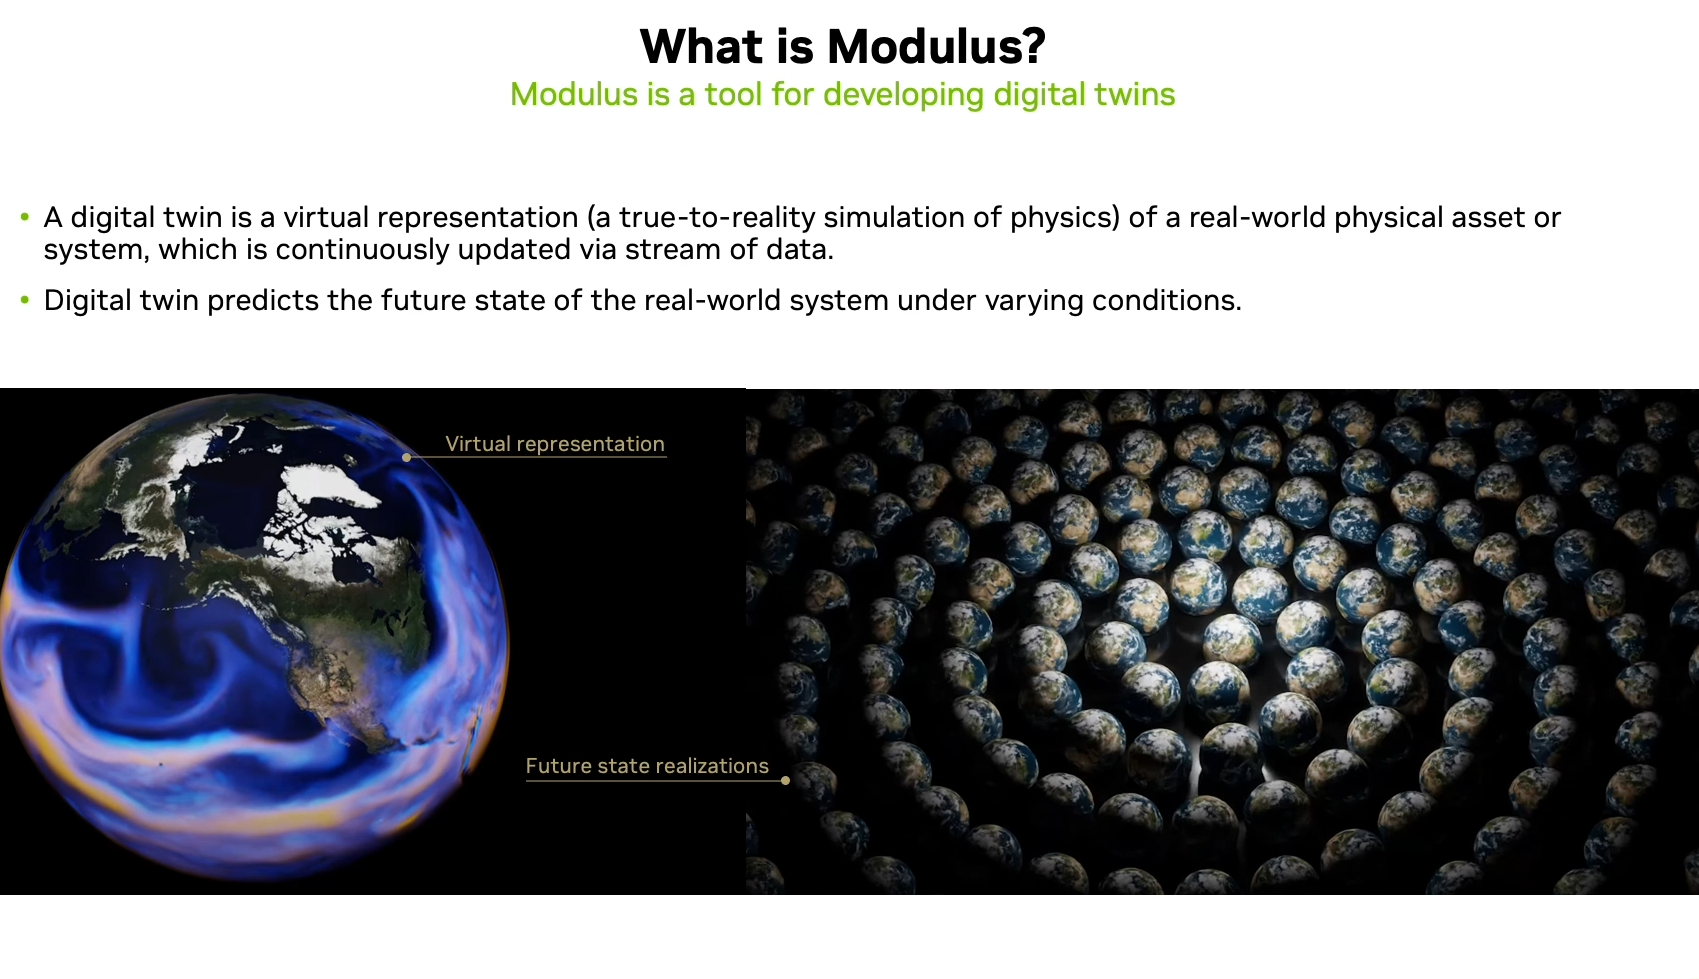 What is Modulus?
Modulus is a tool for developing digital twins
• A digital twin is a virtual representation (a true-to-reality simulation of physics) of a real-world physical asset or
system, which is continuously updated via stream of data.
• Digital twin predicts the future state of the real-world system under varying conditions.
Virtual representation
Future state realizations